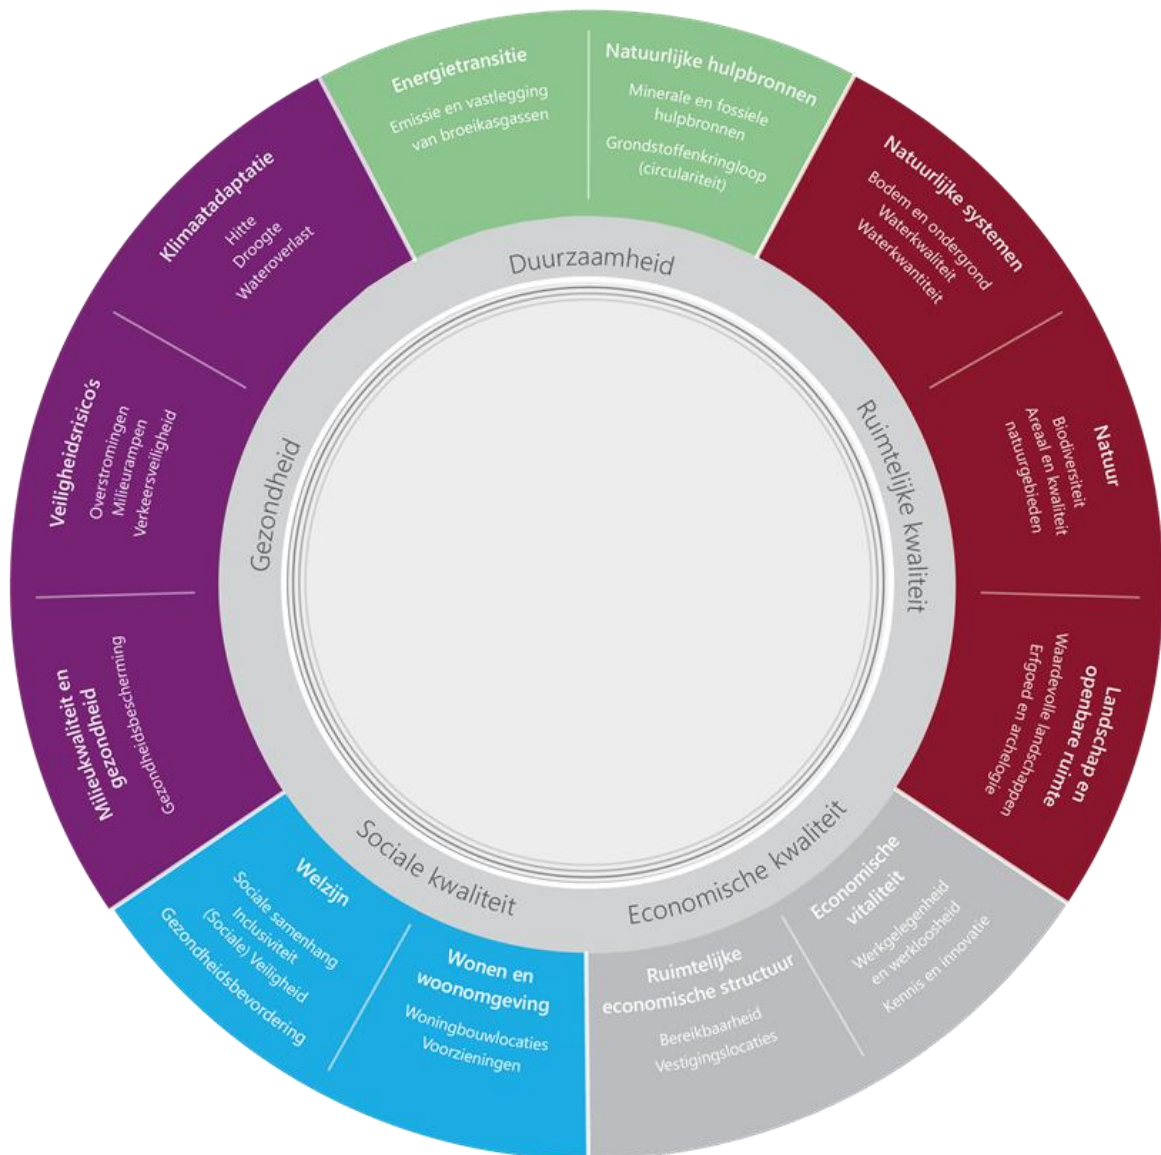 Energietransitie
Emissie en vastlegging
van broeikasgassen
Natuurlijke hulpbronnen
Minerale en fossiele
hulpbronnen
Grondstoffenkringloop
(circulariteit)
Natuurlijke systemen
Bodem en ondergrond
Waterkwaliteit
Waterkwantiteit
Natuur
Biodiversiteit
Areaal en kwaliteit
natuurgebieden
Landschap en
openbare ruimte
Waardevolle landschappen
Erfgoed en archelogie
Economische
vitaliteit
Werkgelegenheid
en werkloosheid
Kennis en innovatie
Ruimtelijke
economische structuur
Bereikbaarheid
Vestigingslocaties
Wonen en
woonomgeving
Woningbouwlocaties
Voorzieningen
Welzijn
Sociale samenhang
Inclusiviteit
(Sociale) Veiligheid
Gezondheidsbevordering
Milieukwaliteit en
gezondheid
Gezondheidsbescherming
Veiligheidsrisico's
Overstromingen
Milieurampen
Verkeersveiligheid
Klimaatadaptatie
Hitte
Droogte
Wateroverlast
Duurzaamheid
Ruimtelijke kwaliteit
Economische kwaliteit
Sociale kwaliteit
Gezondheid